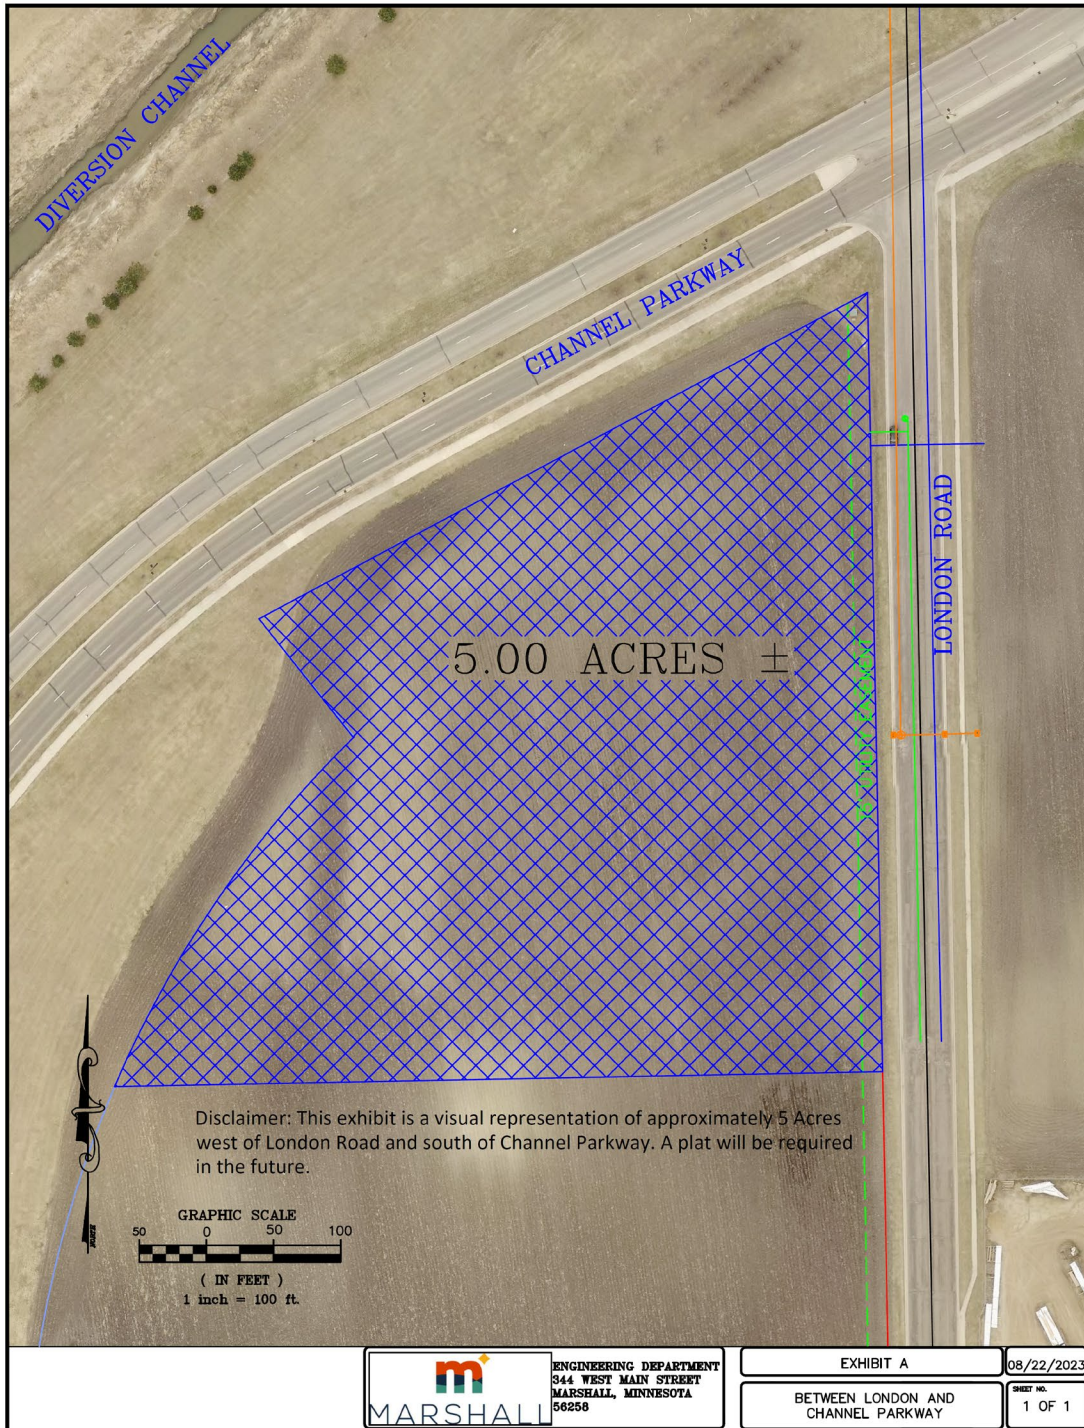 DIVERSION CHANNEL
CHANNEL PARKWAY
LONDON ROAD
5.00 ACRES ±
Disclaimer: This exhibit is a visual representation of approximately 5 Acres
west of London Road and south of Channel Parkway. A plat will be required
in the future.
GRAPHIC SCALE
50 0 50 100
( IN FEET )
1 inch = 100 ft.
m
MARSHALL
ENGINEERING DEPARTMENT
344 WEST MAIN STREET
MARSHALL, MINNESOTA
56258
EXHIBIT A
08/22/2023
BETWEEN LONDON AND
CHANNEL PARKWAY
SHEET NO.
1 OF 1